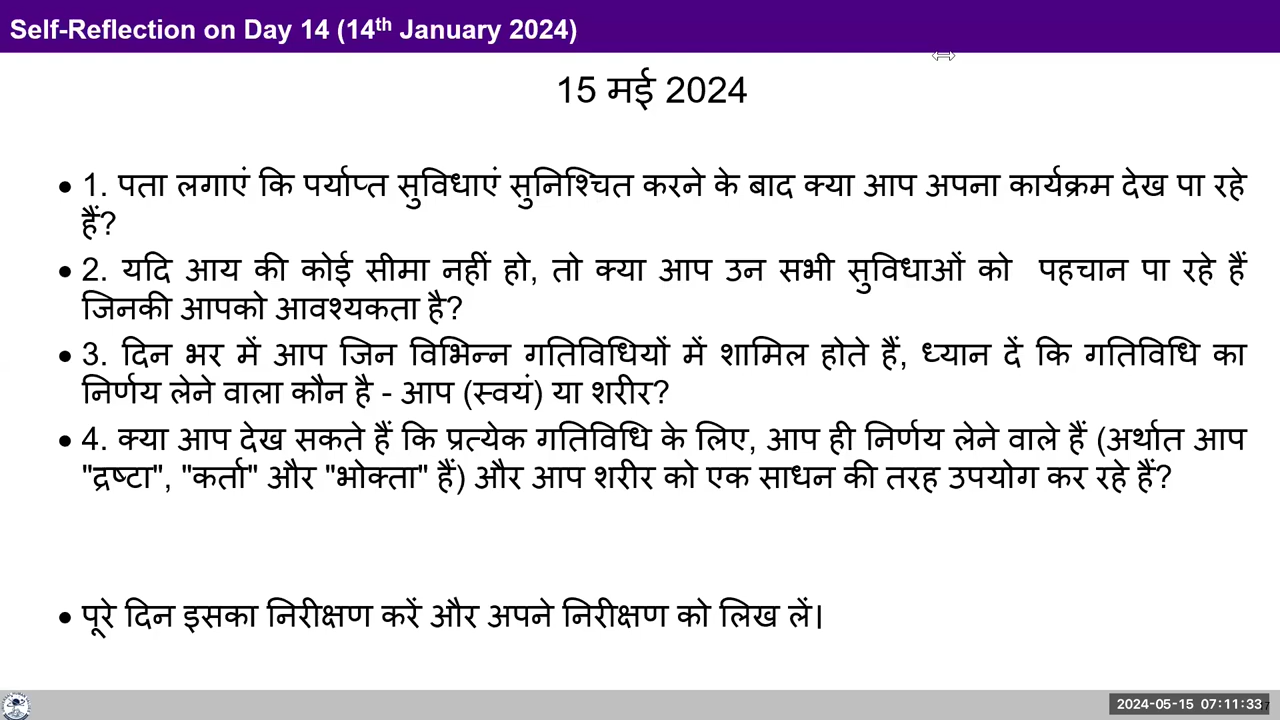 Self-Reflection on Day 14 (14th January 2024)
15 मई 2024
• 1. पता लगाएं कि पर्याप्त सुविधाएं सुनिश्चित करने के बाद क्या आप अपना कार्यक्रम देख पा रहे
हैं?
• 2. यदि आय की कोई सीमा नहीं हो, तो क्या आप उन सभी सुविधाओं को पहचान पा रहे हैं
जिनकी आपको आवश्यकता है?
• 3. दिन भर में आप जिन विभिन्न गतिविधियों में शामिल होते हैं, ध्यान दें कि गतिविधि का
निर्णय लेने वाला कौन है - आप (स्वयं) या शरीर?
• 4. क्या आप देख सकते हैं कि प्रत्येक गतिविधि के लिए, आप ही निर्णय लेने वाले हैं (अर्थात आप
"द्रष्टा", "कर्ता" और "भोक्ता" हैं) और आप शरीर को एक साधन की तरह उपयोग कर रहे हैं?
• पूरे दिन इसका निरीक्षण करें और अपने निरीक्षण को लिख लें।
2024-05-15 07:11:33